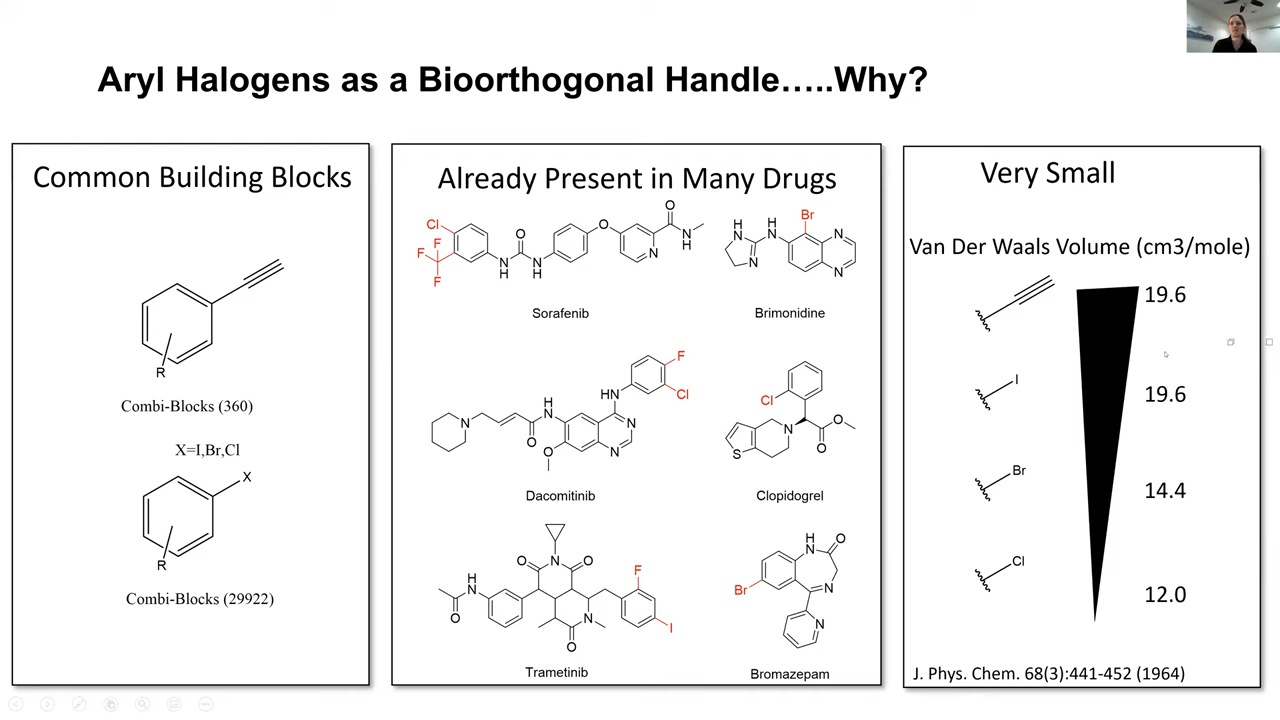 Aryl Halogens as a Bioorthogonal Handle…..Why?
Common Building Blocks
R
Combi-Blocks (360)
X=I,Br,Cl
X
R
Combi-Blocks (29922)
Already Present in Many Drugs
Cl
F
F
F
O
N
H
N
H
O
O
N
H
N
Sorafenib
Br
H
N
H
N
N
N
N
Brimonidine
F
Cl
HN
H
N
N
O
N
N
O
Dacomitinib
Cl
N
O
O
S
Clopidogrel
O
N
O
H
N
F
O
N
I
O
Trametinib
H
N
O
Br
N
N
Bromazepam
Very Small
Van Der Waals Volume (cm3/mole)
19.6
I
19.6
Br
14.4
Cl
12.0
J. Phys. Chem. 68(3):441-452 (1964)